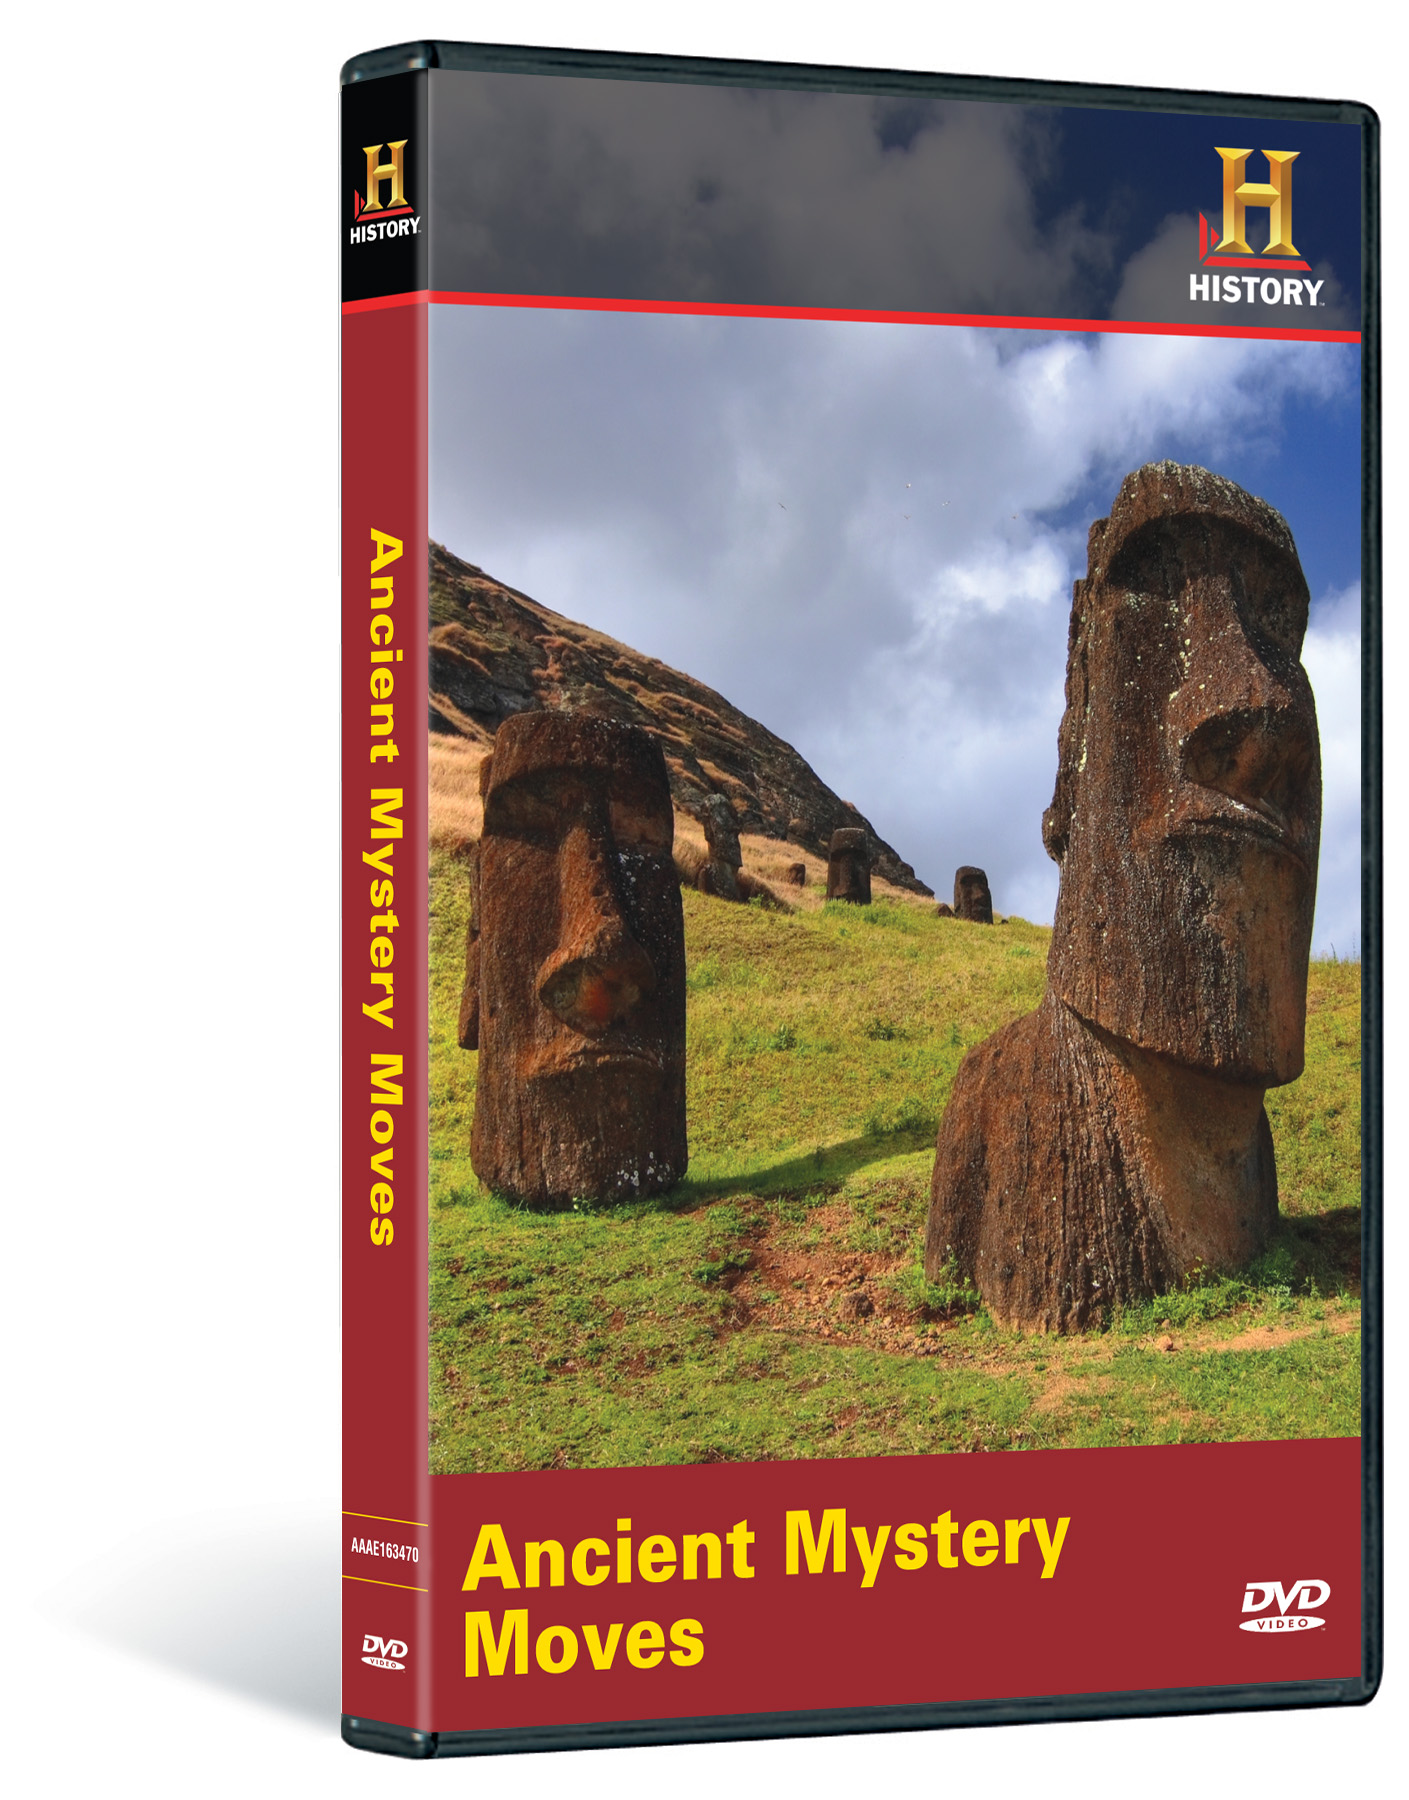 HISTORY
Ancient Mystery Moves
AAAE163470
DVD
VIDEO
HISTORY
Ancient Mystery
Moves
DVD
VIDEO